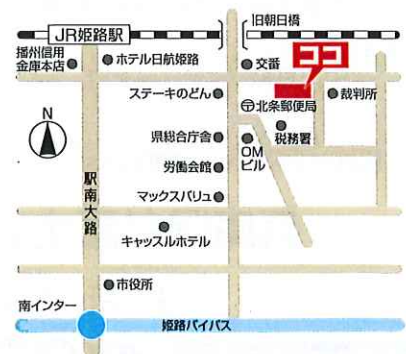 JR姫路駅
旧朝日橋
播州信用
金庫本店
ホテル日航姫路
交番
ココ
ステーキのどん
〒北条郵便局
裁判所
N
県総合庁舎
OM
ビル
税務署
労働会館
駅南大路
マックスバリュ
キャッスルホテル
市役所
南インター
姫路バイパス